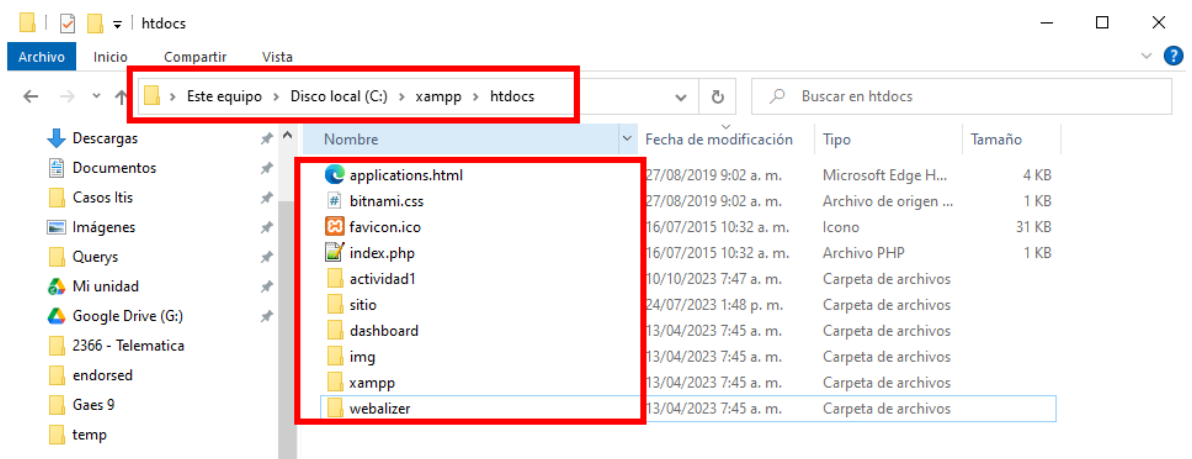 htdocs
Archivo Inicio Compartir Vista
Este equipo > Disco local (C:) > xampp > htdocs Buscar en htdocs
Descargas
Documentos
Casos Itis
Imágenes
Querys
Mi unidad
Google Drive (G:)
2366 - Telematica
endorsed
Gaes 9
temp
Nombre Fecha de modificación Tipo Tamaño
applications.html 27/08/2019 9:02 a. m. Microsoft Edge H... 4 KB
bitnami.css 27/08/2019 9:02 a. m. Archivo de origen ... 1 KB
favicon.ico 16/07/2015 10:32 a. m. Icono 31 KB
index.php 16/07/2015 10:32 a. m. Archivo PHP 1 KB
actividad1 10/10/2023 7:47 a. m. Carpeta de archivos
sitio 24/07/2023 1:48 p. m. Carpeta de archivos
dashboard 13/04/2023 7:45 a. m. Carpeta de archivos
img 13/04/2023 7:45 a. m. Carpeta de archivos
xampp 13/04/2023 7:45 a. m. Carpeta de archivos
webalizer 13/04/2023 7:45 a. m. Carpeta de archivos